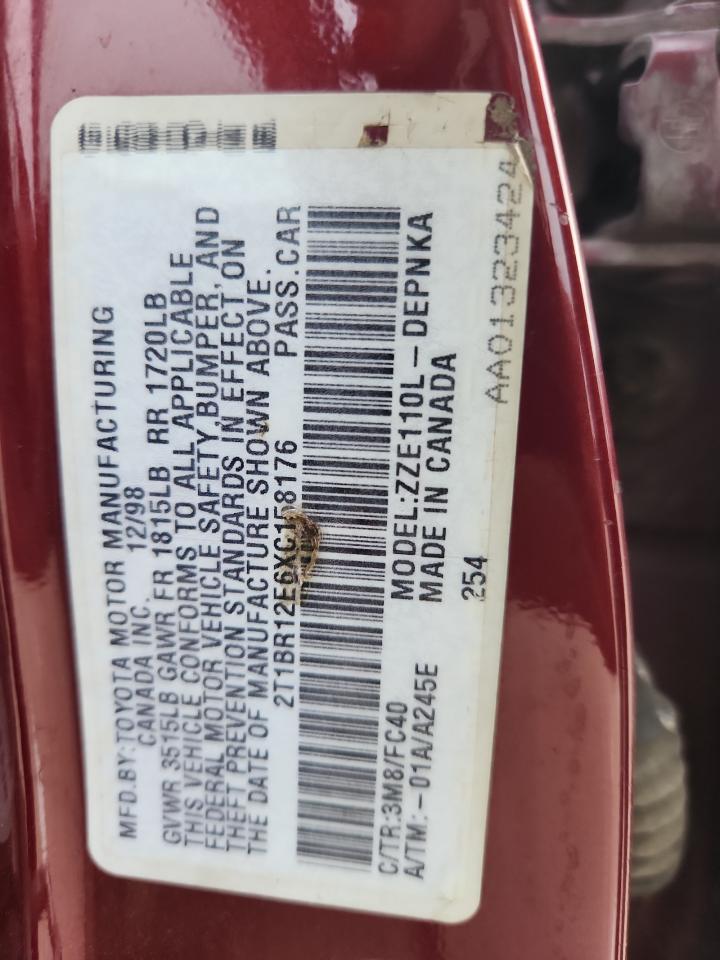 MFD.BY:TOYOTA MOTOR MANUFACTURING
CANADA INC. 12/98
GVWR 3515LB GAWR FR 1815LB RR 1720LB
THIS VEHICLE CONFORMS TO ALL APPLICABLE
FEDERAL MOTOR VEHICLE SAFETY,BUMPER, AND
THEFT PREVENTION STANDARDS IN EFFECT ON
THE DATE OF MANUFACTURE SHOWN ABOVE.
2T1BR12E6XC158176 PASS.CAR
C/TR:3M8/FC40 MODEL:ZZE110L-DEPNKA
A/TM:-01A/A245E MADE IN CANADA
254
AA01323424